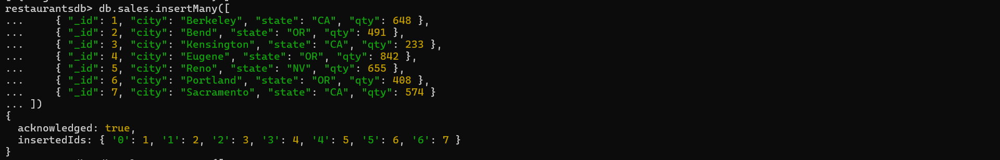 restaurantsdb> db.sales.insertMany([
...     { "_id": 1, "city": "Berkeley", "state": "CA", "qty": 648 },
...     { "_id": 2, "city": "Bend", "state": "OR", "qty": 491 },
...     { "_id": 3, "city": "Kensington", "state": "CA", "qty": 233 },
...     { "_id": 4, "city": "Eugene", "state": "OR", "qty": 842 },
...     { "_id": 5, "city": "Reno", "state": "NV", "qty": 655 },
...     { "_id": 6, "city": "Portland", "state": "OR", "qty": 408 },
...     { "_id": 7, "city": "Sacramento", "state": "CA", "qty": 574 }
... ])
{
  acknowledged: true,
  insertedIds: { '0': 1, '1': 2, '2': 3, '3': 4, '4': 5, '5': 6, '6': 7 }
}